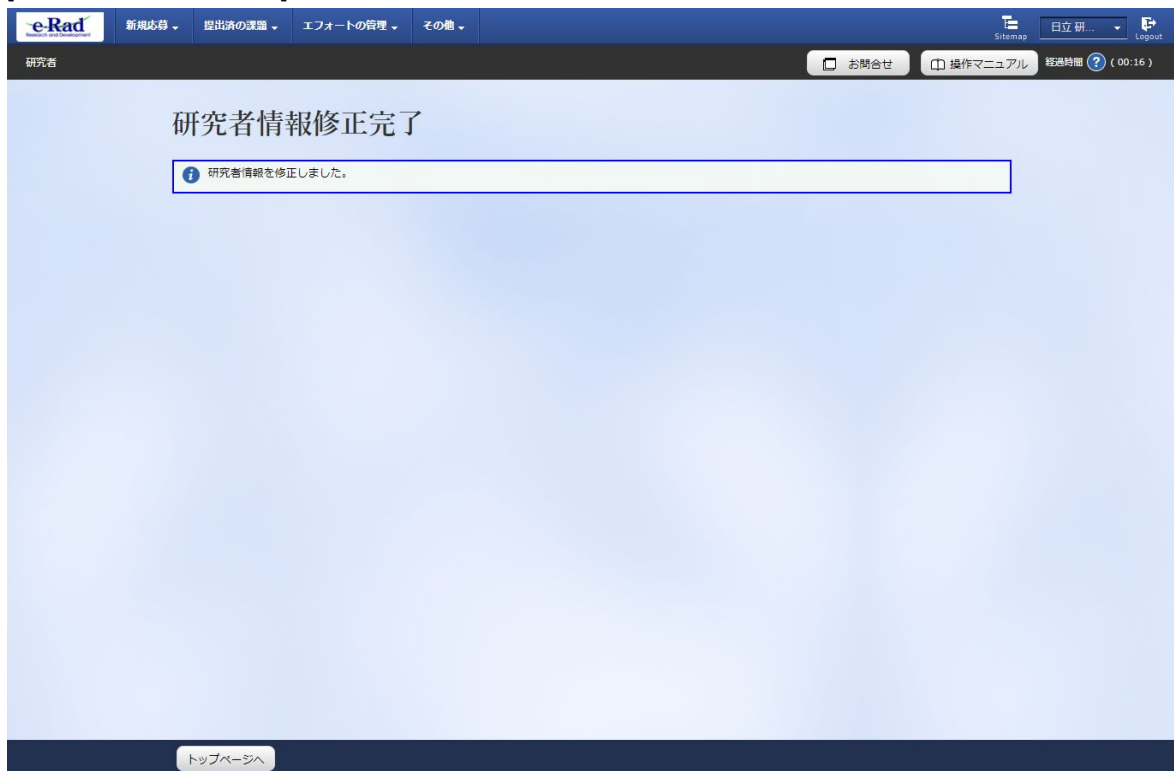 e-Rad
Research and Development
新規応募
提出済の課題
エフォートの管理
その他
Sitemap
日立 研...
Logout
研究者
お問合せ
操作マニュアル
経過時間 ? ( 00:16 )
研究者情報修正完了
研究者情報を修正しました。
トップページへ